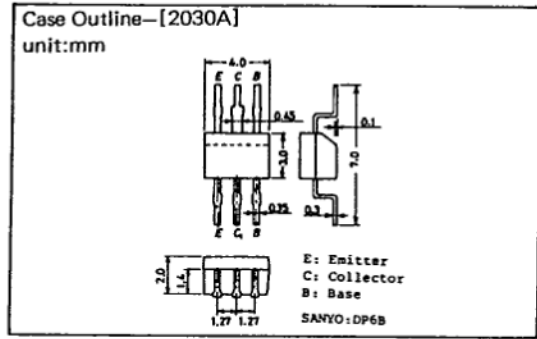 Case Outline—[2030A]
unit:mm
4.0
E C B
0.45
0.1
3.0
7.0
0.75
0.3
E C, B
2.0
1.4
1.27 1.27
E: Emitter
C: Collector
B: Base
SANYO:DP6B